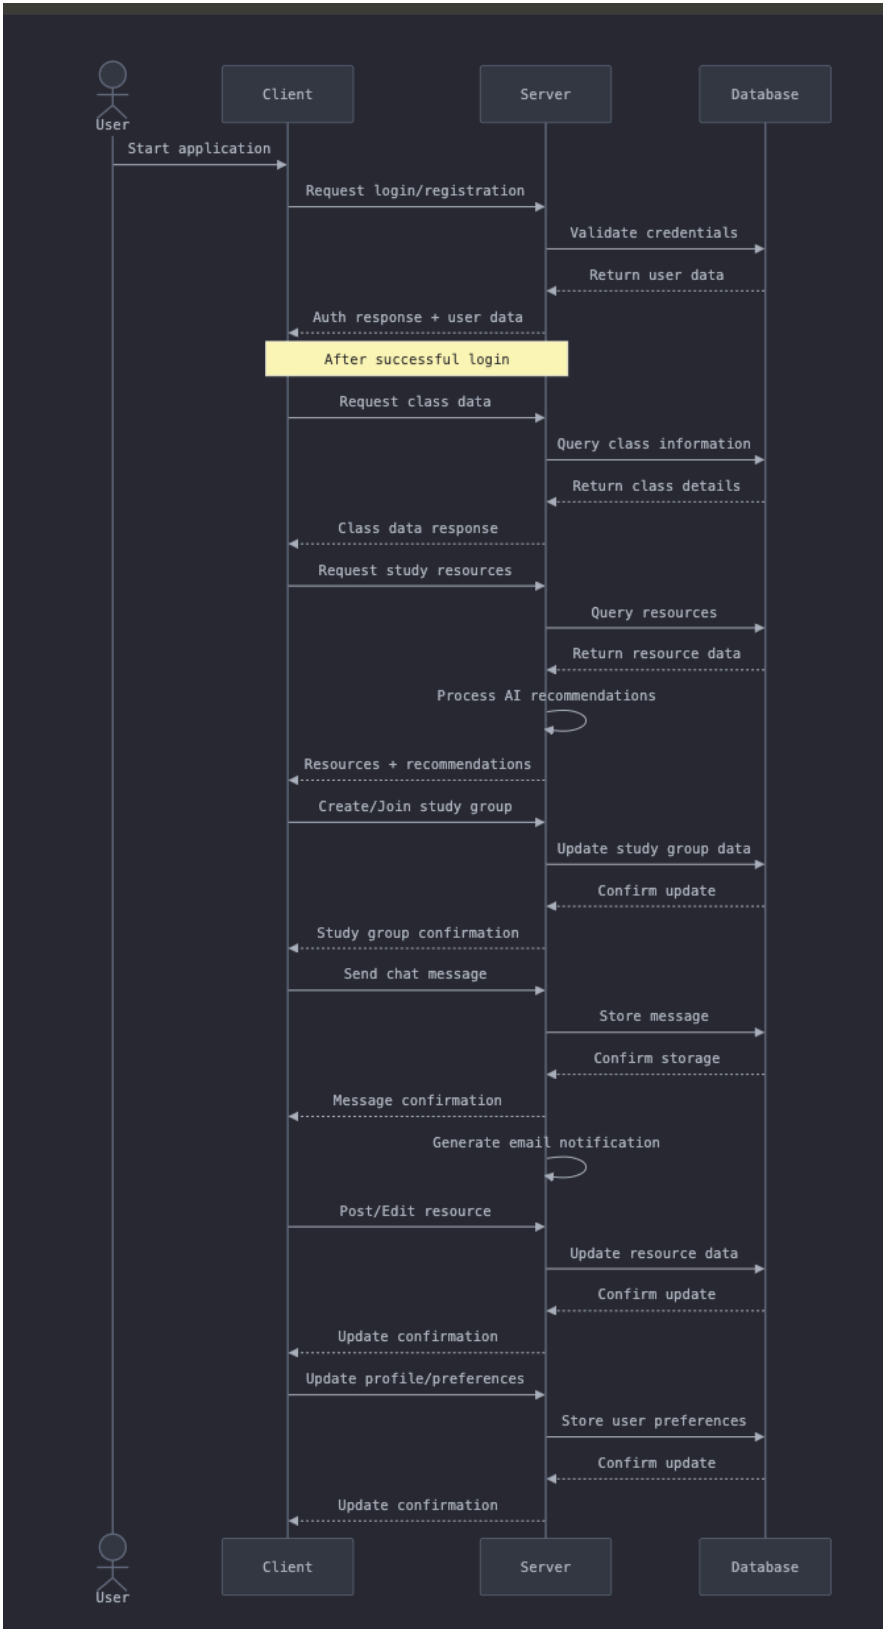 User
Client
Server
Database
Start application
Request login/registration
Validate credentials
Return user data
Auth response + user data
After successful login
Request class data
Query class information
Return class details
Class data response
Request study resources
Query resources
Return resource data
Process AI recommendations
Resources + recommendations
Create/Join study group
Update study group data
Confirm update
Study group confirmation
Send chat message
Store message
Confirm storage
Message confirmation
Generate email notification
Post/Edit resource
Update resource data
Confirm update
Update confirmation
Update profile/preferences
Store user preferences
Confirm update
Update confirmation
User
Client
Server
Database